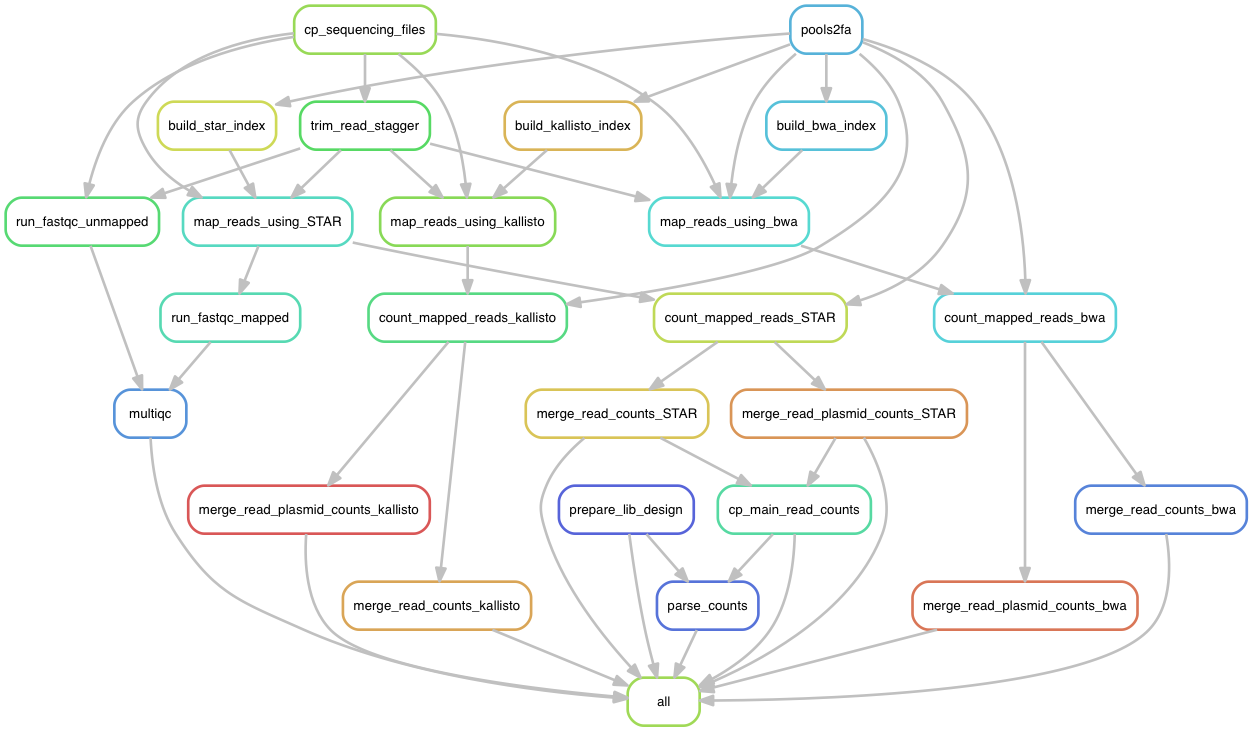 cp_sequencing_files
pools2fa
build_star_index
trim_read_stagger
build_kallisto_index
build_bwa_index
run_fastqc_unmapped
map_reads_using_STAR
map_reads_using_kallisto
map_reads_using_bwa
run_fastqc_mapped
count_mapped_reads_kallisto
count_mapped_reads_STAR
count_mapped_reads_bwa
multiqc
merge_read_counts_STAR
merge_read_plasmid_counts_STAR
merge_read_plasmid_counts_kallisto
prepare_lib_design
cp_main_read_counts
merge_read_counts_bwa
merge_read_counts_kallisto
parse_counts
merge_read_plasmid_counts_bwa
all